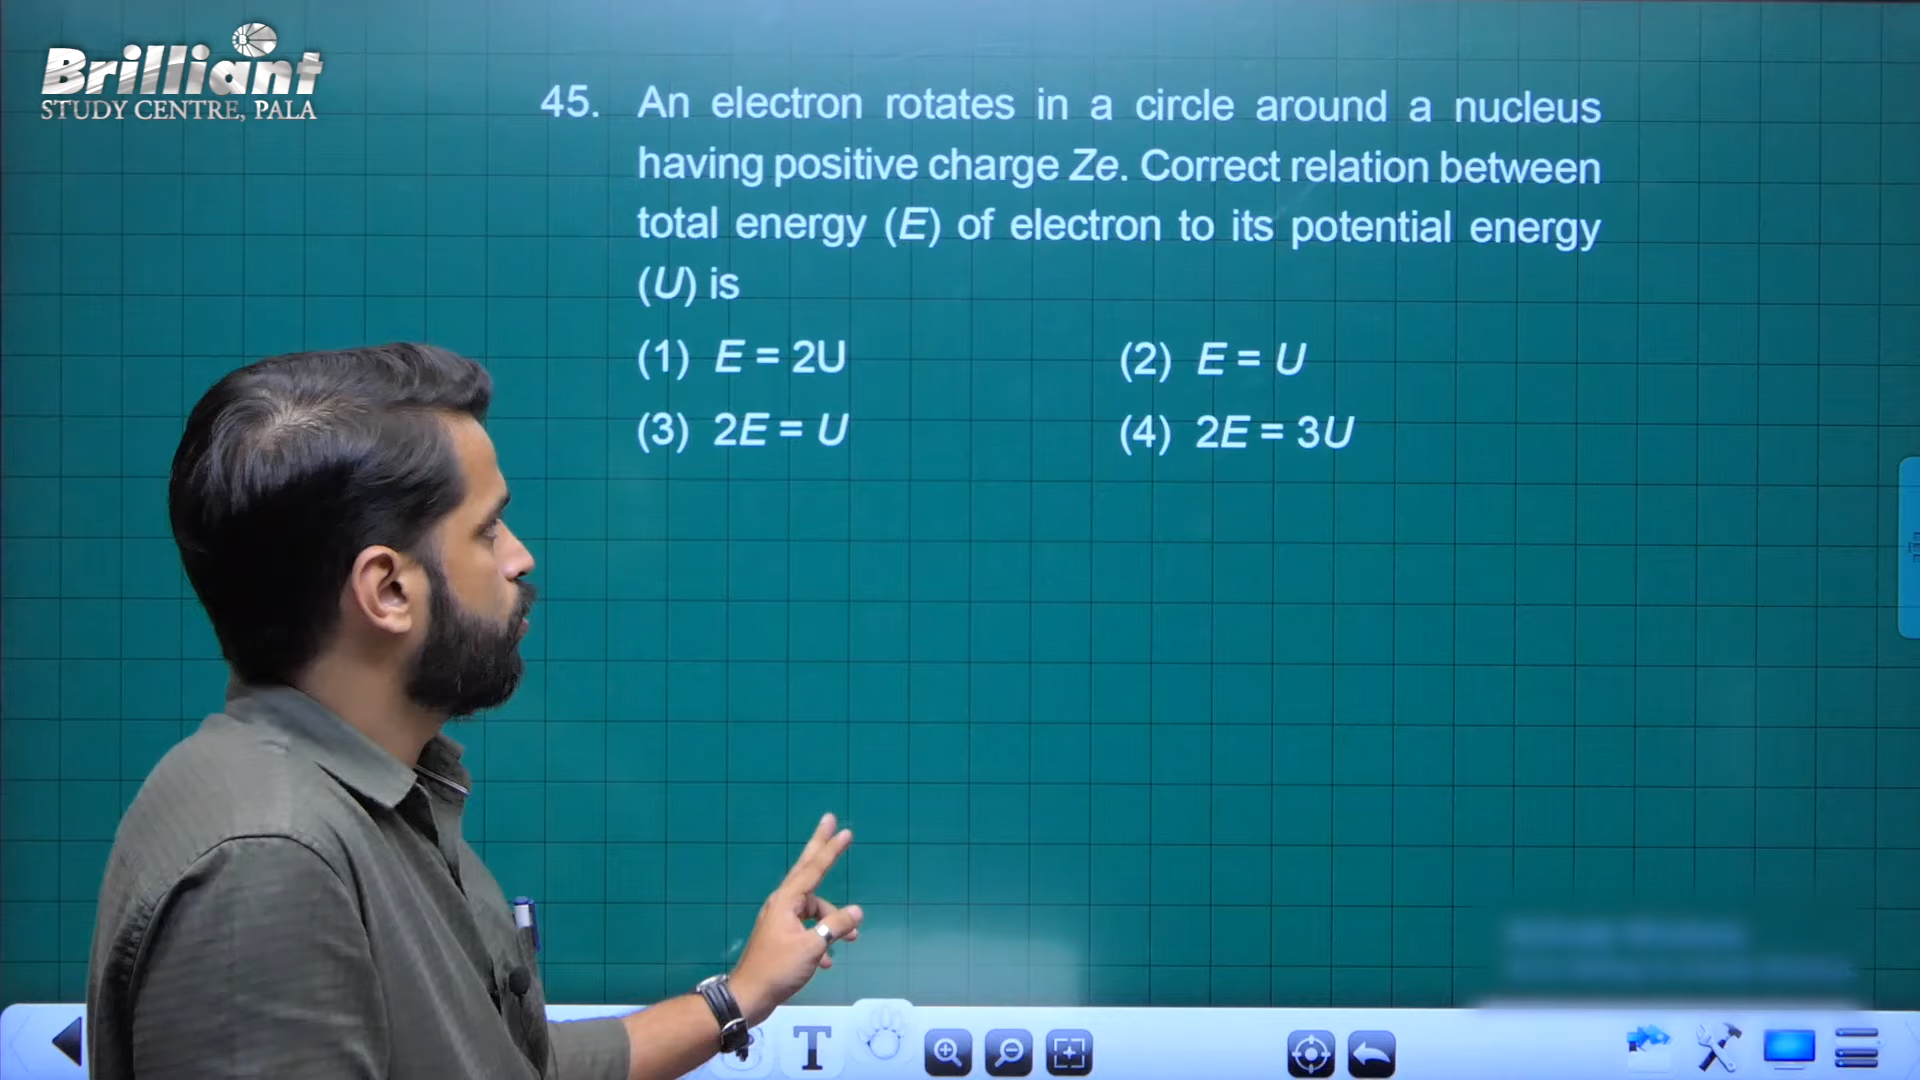 Brilliant
STUDY CENTRE, PALA
45. An electron rotates in a circle around a nucleus
having positive charge Ze. Correct relation between
total energy (E) of electron to its potential energy
(U) is
(1) E = 2U (2) E = U
(3) 2E = U (4) 2E = 3U
T